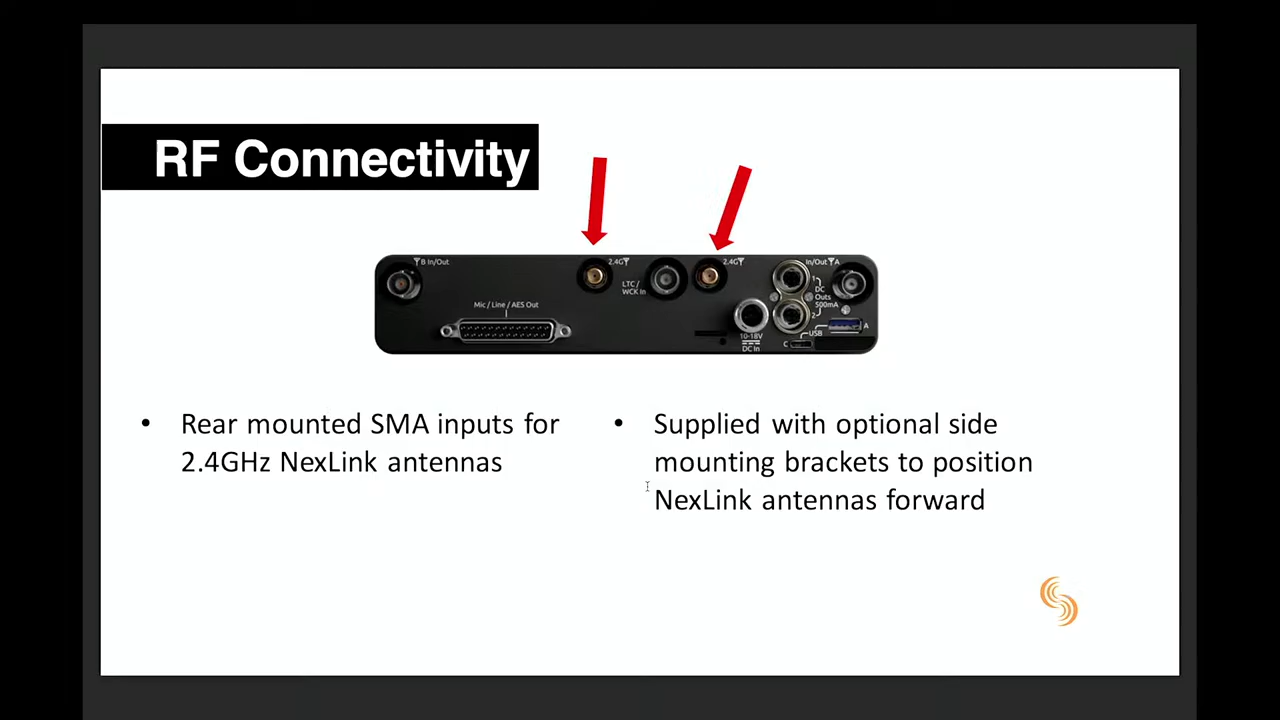 RF Connectivity
B In/Out
2.4G
LTC /
WCK In
2.4G
In/Out A
1
DC
Outs
500mA
2
Mic / Line / AES Out
10-18V
DC In
USB
A
C
• Rear mounted SMA inputs for
2.4GHz NexLink antennas
• Supplied with optional side
mounting brackets to position
NexLink antennas forward